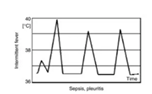 40
[°C]
38
36
Intermittent fever
Time
Sepsis, pleuritis